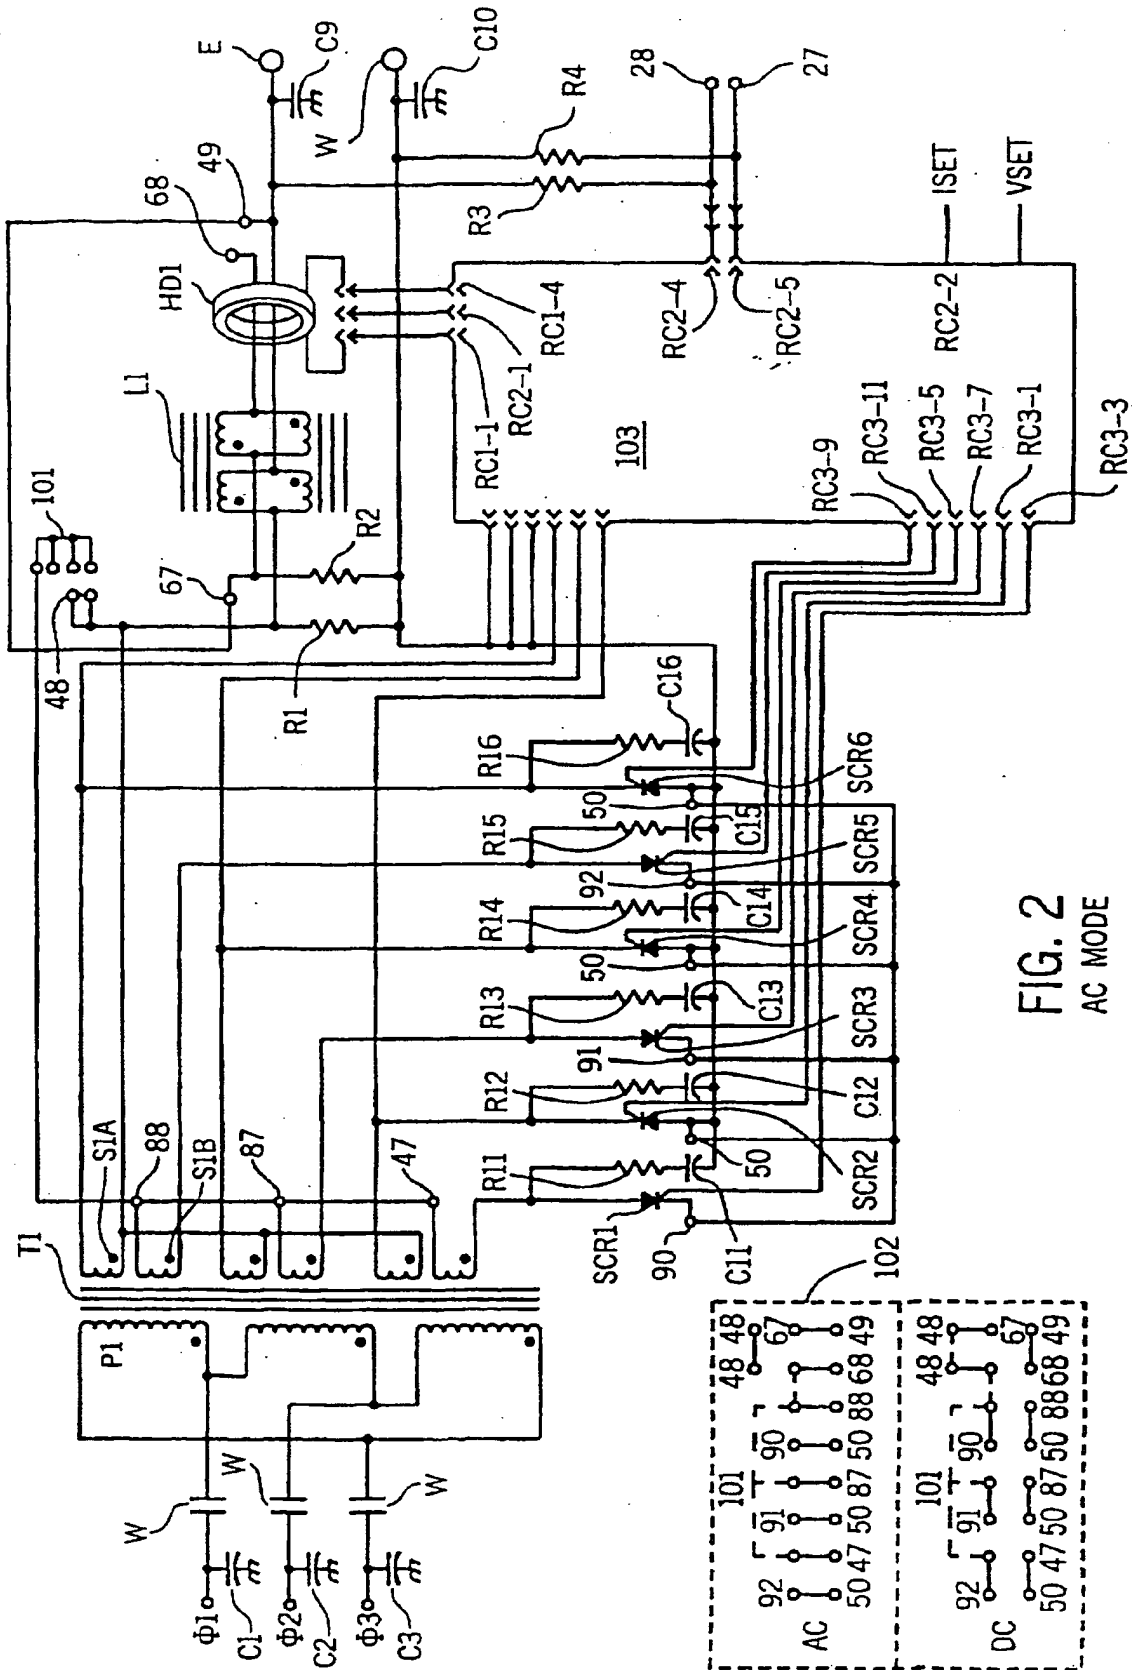 T1
P1
S1A
88
S1B
87
47
W
W
W
Φ1
C1
Φ2
C2
Φ3
C3
48
101
67
R1
R2
L1
HD1
68
49
E
C9
W
C10
R3
R4
28
27
RC1-1
RC2-1
RC1-4
103
RC2-4
RC2-5
RC2-2
ISET
VSET
RC3-9
RC3-11
RC3-5
RC3-7
RC3-1
RC3-3
R11
R12
R13
R14
R15
R16
SCR1
90
C11
SCR2
50
C12
91
SCR3
C13
50
SCR4
C14
92
SCR5
C15
50
SCR6
C16
102
101
48 48
92 91 90 67
50 47 50 87 50 88 68 49
AC
101
48 48
92 91 90 67
50 47 50 87 50 88 68 49
DC
FIG. 2
AC MODE